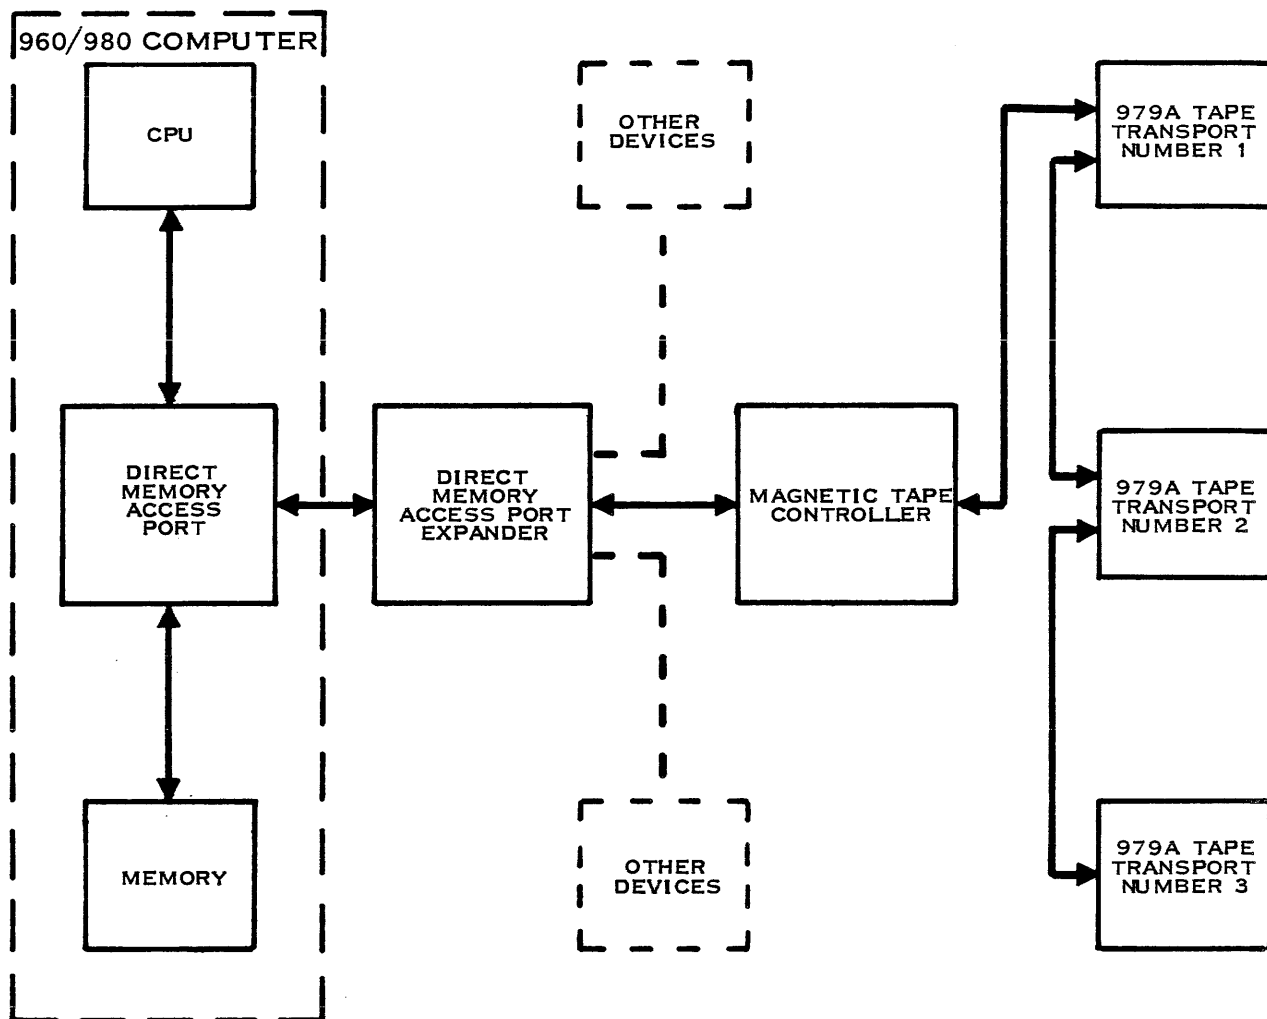 960/980 COMPUTER
CPU
OTHER
DEVICES
979A TAPE
TRANSPORT
NUMBER 1
DIRECT
MEMORY
ACCESS
PORT
DIRECT
MEMORY
ACCESS PORT
EXPANDER
MAGNETIC TAPE
CONTROLLER
979A TAPE
TRANSPORT
NUMBER 2
MEMORY
OTHER
DEVICES
979A TAPE
TRANSPORT
NUMBER 3